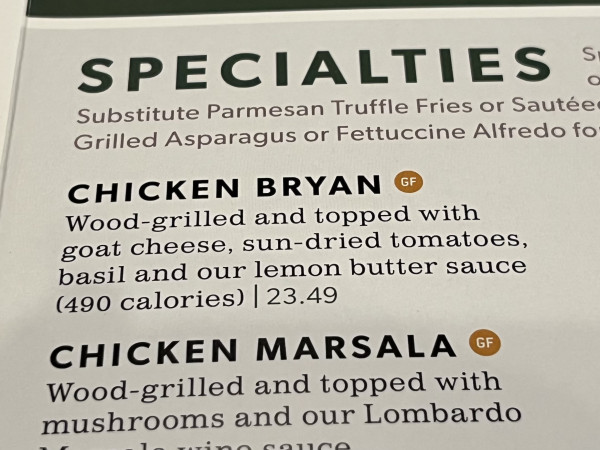 SPECIALTIES
Substitute Parmesan Truffle Fries or
Grilled Asparagus or Fettuccine Alfredo
CHICKEN BRYAN GF
Wood-grilled and topped with
goat cheese, sun-dried tomatoes,
basil and our lemon butter sauce
(490 calories) | 23.49
CHICKEN MARSALA GF
Wood-grilled and topped with
mushrooms and our Lombardo
wine sauce